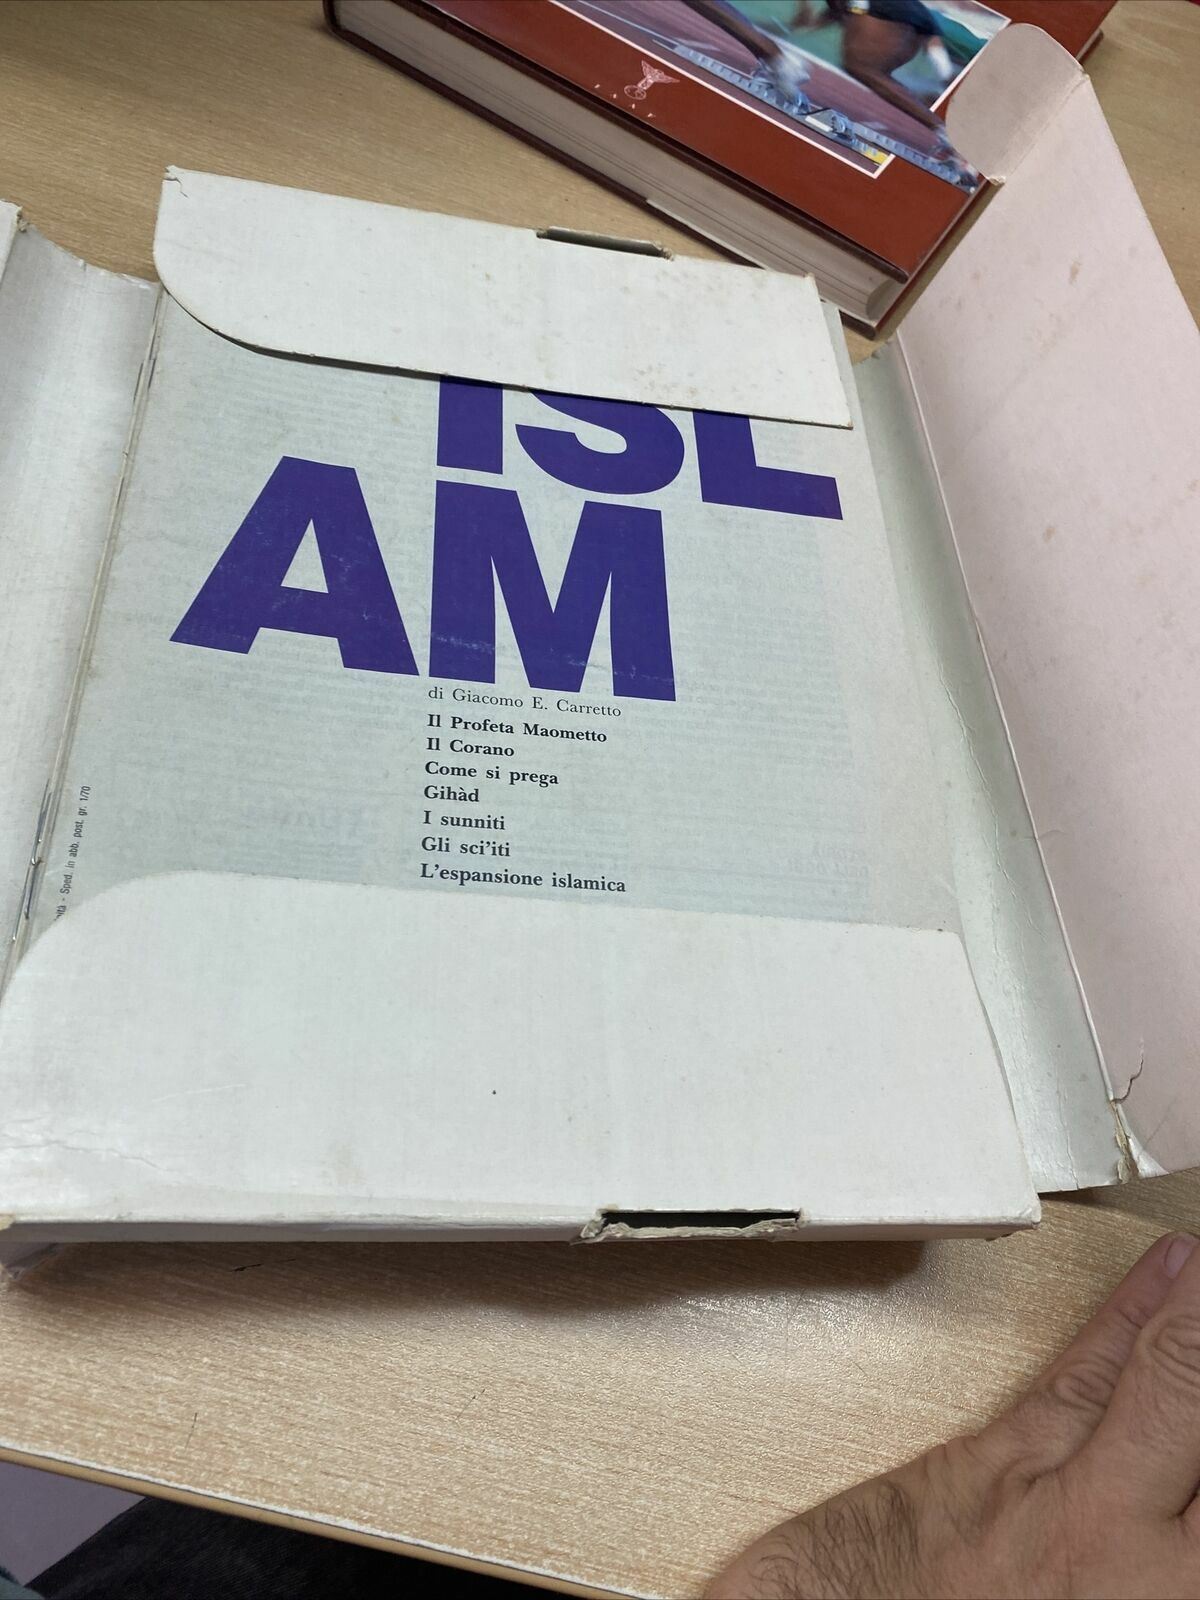 ISL
AM
di Giacomo E. Carretto
Il Profeta Maometto
Il Corano
Come si prega
Gihàd
I sunniti
Gli sci'iti
L'espansione islamica
Sped. in abb. post. gr. 1/70